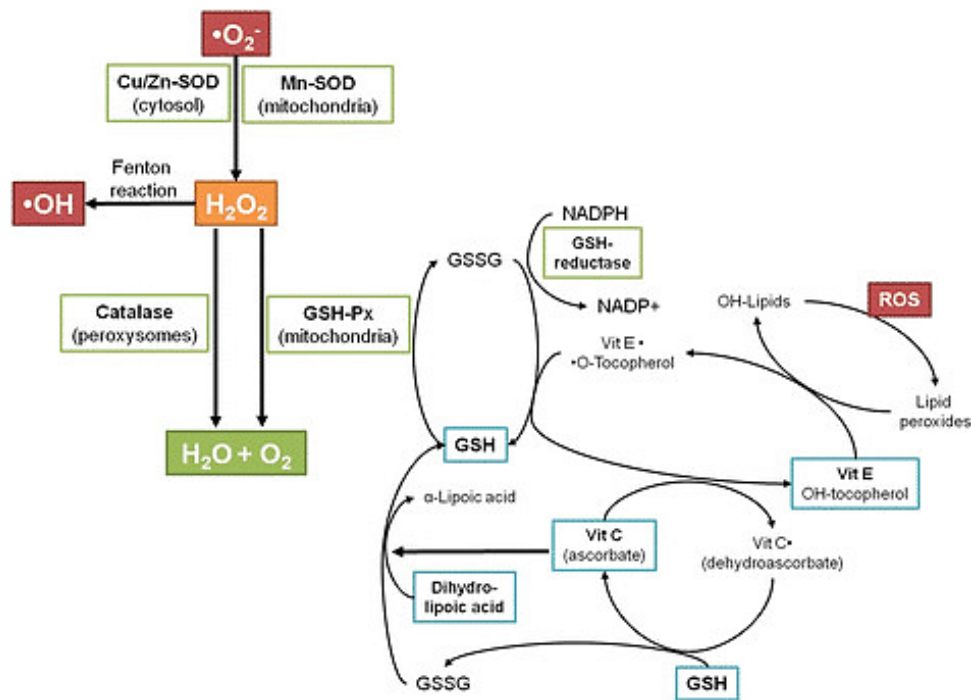 •O₂⁻
Cu/Zn-SOD
(cytosol)
Mn-SOD
(mitochondria)
Fenton
reaction
•OH
H₂O₂
NADPH
GSH-
reductase
GSSG
NADP+
Catalase
(peroxysomes)
GSH-Px
(mitochondria)
OH-Lipids
ROS
Vit E •
•O-Tocopherol
Lipid
peroxides
H₂O + O₂
GSH
Vit E
OH-tocopherol
α-Lipoic acid
Vit C
(ascorbate)
Vit C•
(dehydroascorbate)
Dihydro-
lipoic acid
GSSG
GSH